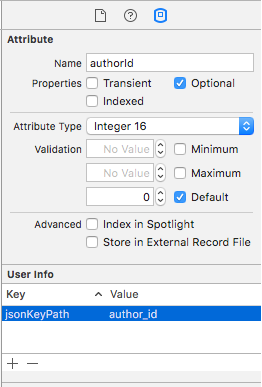 Attribute
Name authorId
Properties Transient Optional
Indexed
Attribute Type Integer 16
Validation No Value Minimum
No Value Maximum
0 Default
Advanced Index in Spotlight
Store in External Record File
User Info
Key Value
jsonKeyPath author_id